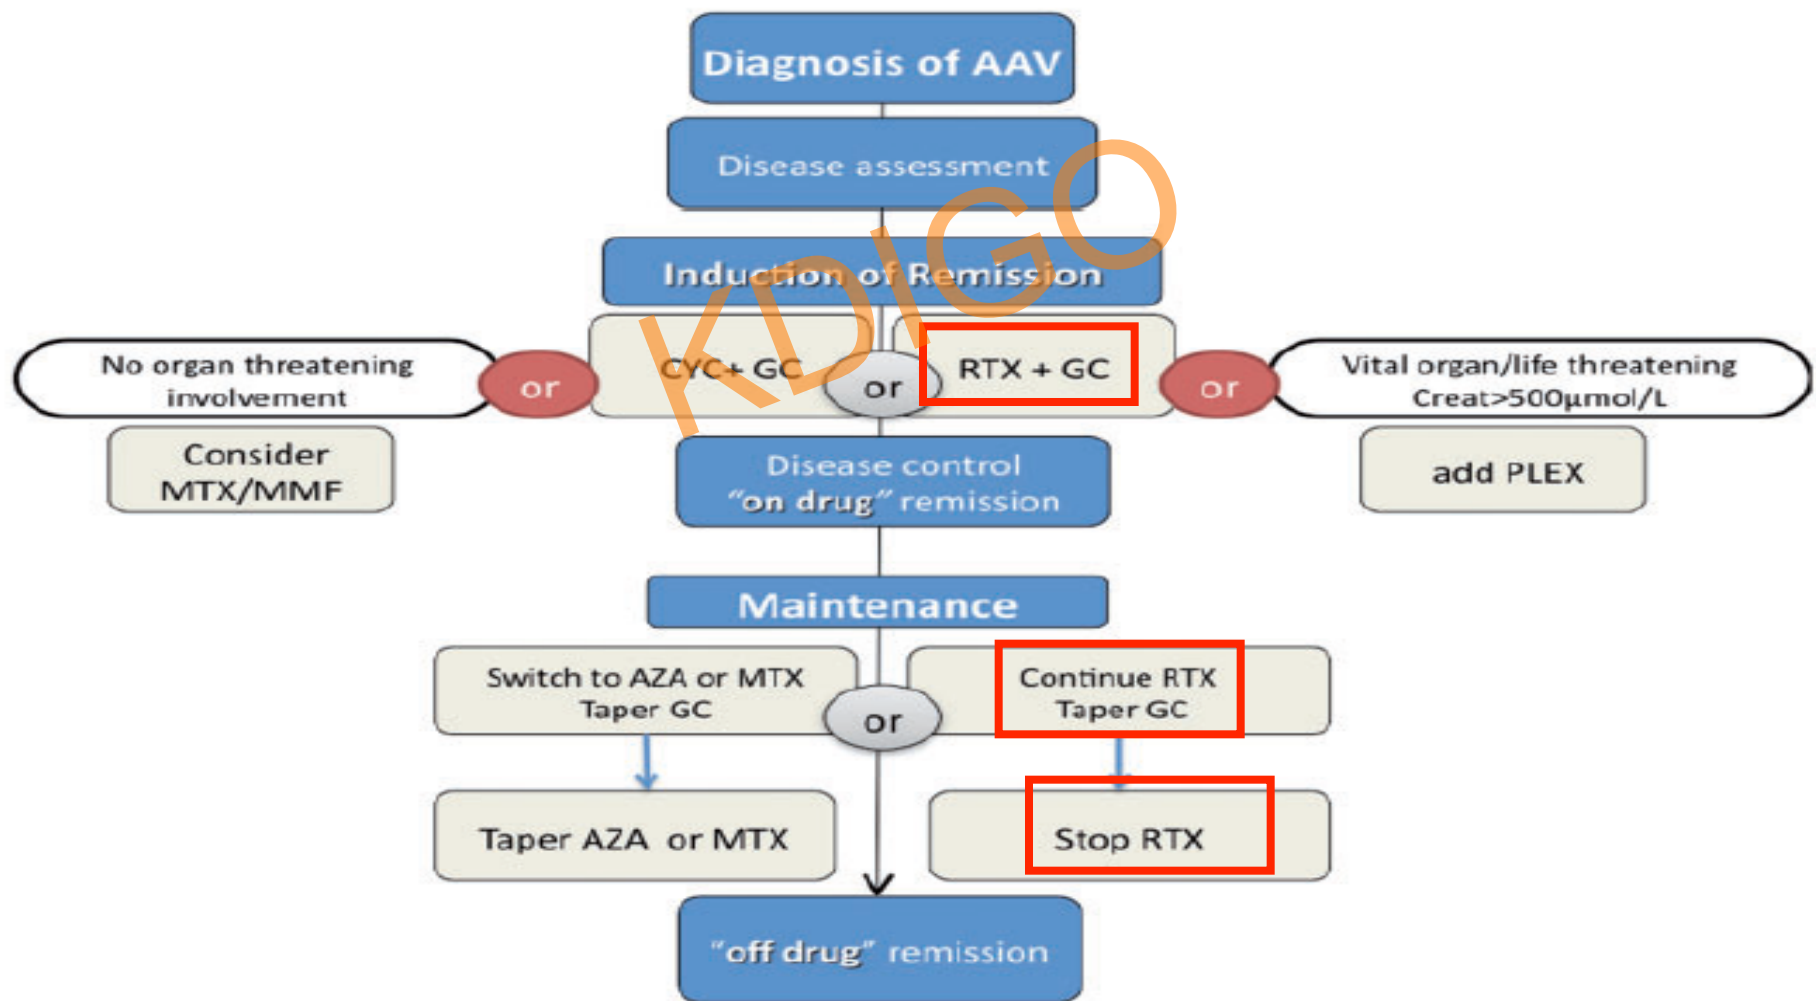 Diagnosis of AAV
Disease assessment
Induction of Remission
No organ threatening
involvement
or
CYC+ GC
or
RTX + GC
or
Vital organ/life threatening
Creat>500µmol/L
Consider
MTX/MMF
add PLEX
Disease control
"on drug" remission
Maintenance
Switch to AZA or MTX
Taper GC
or
Continue RTX
Taper GC
Taper AZA or MTX
Stop RTX
"off drug" remission
KDIGO